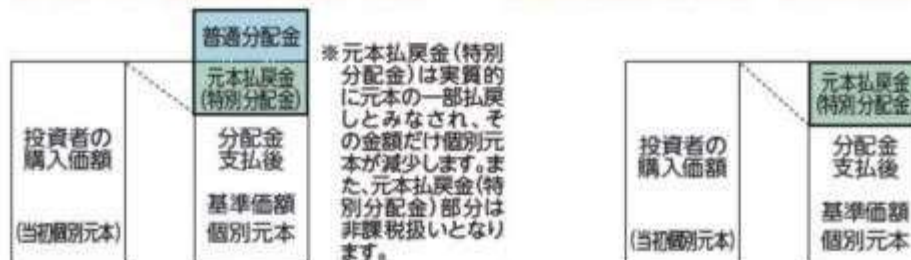 普通分配金
元本払戻金
(特別分配金)
投資者の
購入価額
(当初個別元本)
分配金
支払後
基準価額
個別元本
※元本払戻金(特別
分配金)は実質的
に元本の一部払戻
しとみなされ、そ
の金額だけ個別元
本が減少します。ま
た、元本払戻金(特
別分配金)部分は
非課税扱いとなり
ます。
元本払戻金
(特別分配金)
投資者の
購入価額
(当初個別元本)
分配金
支払後
基準価額
個別元本